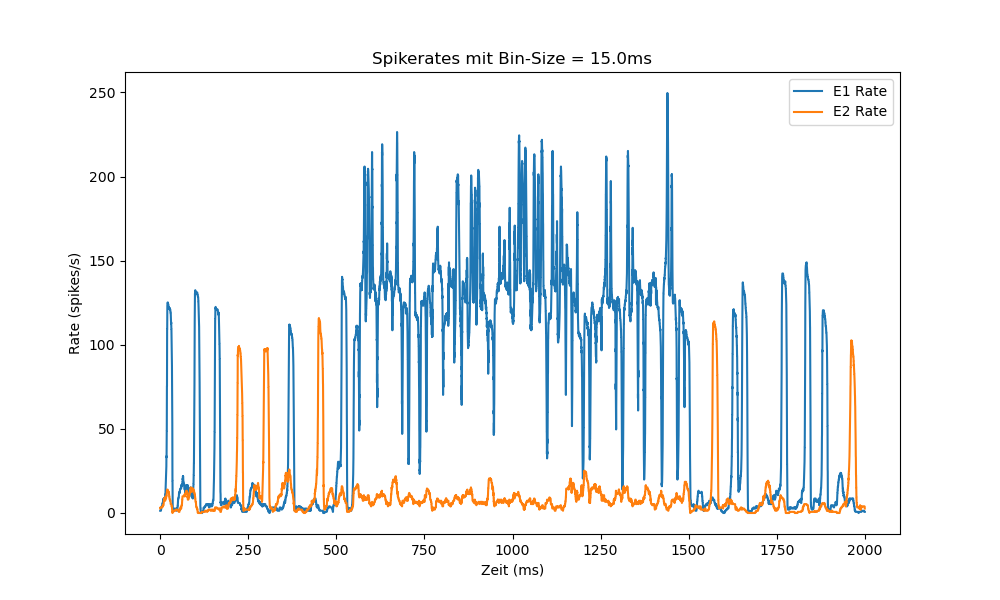 Spikerates mit Bin-Size = 15.0ms
E1 Rate
E2 Rate
250
200
150
100
50
0
Rate (spikes/s)
0 250 500 750 1000 1250 1500 1750 2000
Zeit (ms)